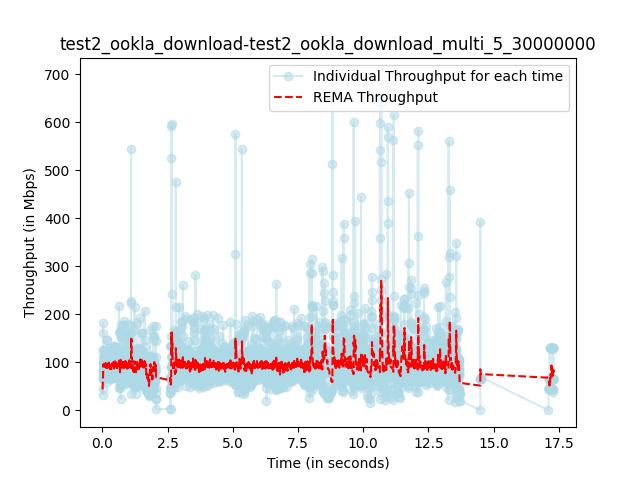 test2_ookla_download-test2_ookla_download_multi_5_30000000
Individual Throughput for each time
REMA Throughput
Throughput (in Mbps)
700
600
500
400
300
200
100
0
0.0 2.5 5.0 7.5 10.0 12.5 15.0 17.5
Time (in seconds)